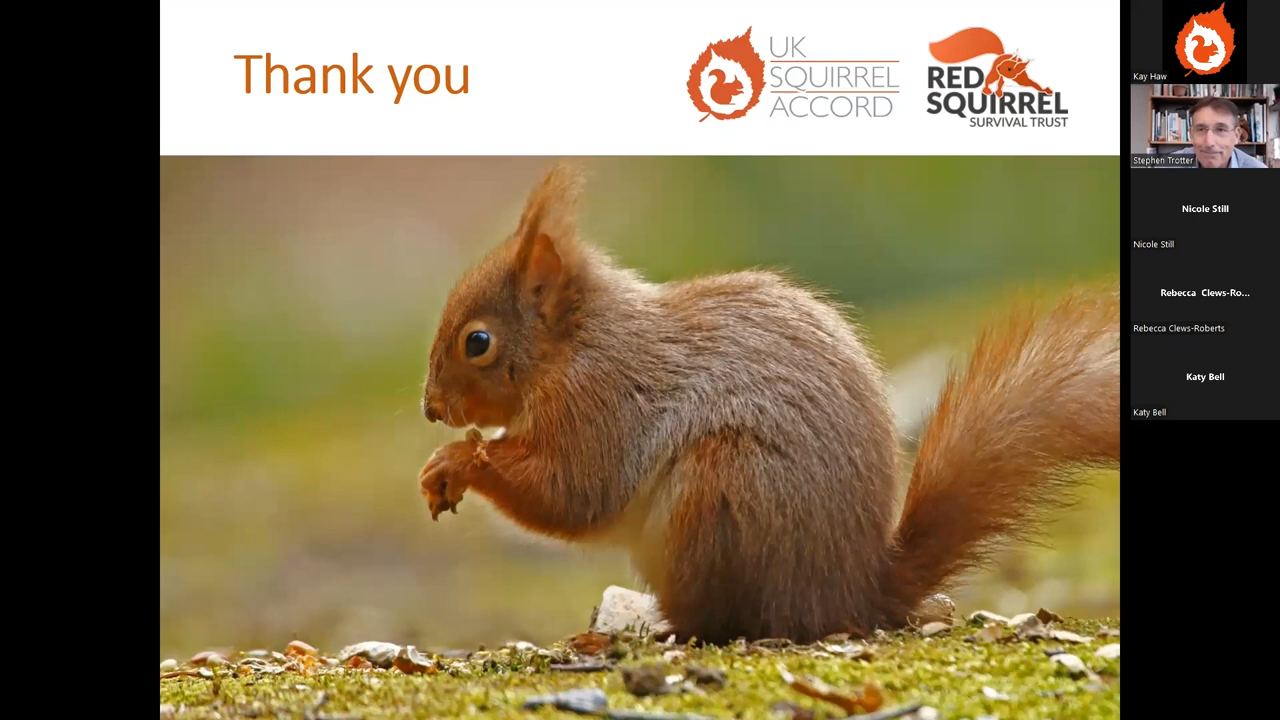 Thank you
UK
SQUIRREL
ACCORD
RED
SQUIRREL
SURVIVAL TRUST
Kay Haw
Stephen Trotter
Nicole Still
Nicole Still
Rebecca Clews-Ro...
Rebecca Clews-Roberts
Katy Bell
Katy Bell